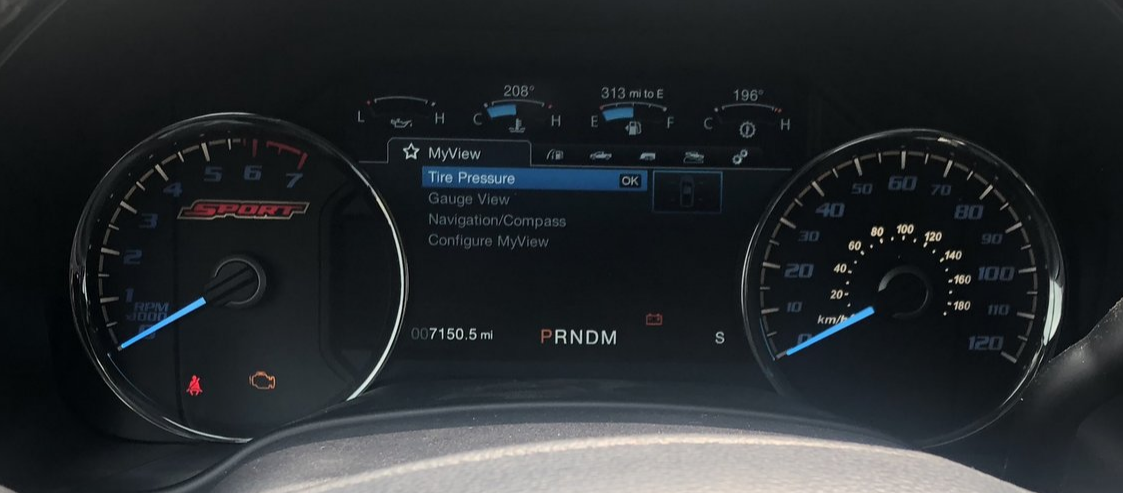 208°
313 mi to E
196°
L H
C H
E F
C H
MyView
Tire Pressure OK
Gauge View
Navigation/Compass
Configure MyView
007150.5 mi
PRNDM
S
SPORT
0 1 2 3 4 5 6 7
RPM
x1000
0 10 20 30 40 50 60 70 80 90 100 110 120
20 40 60 80 100 120 140 160 180
km/h